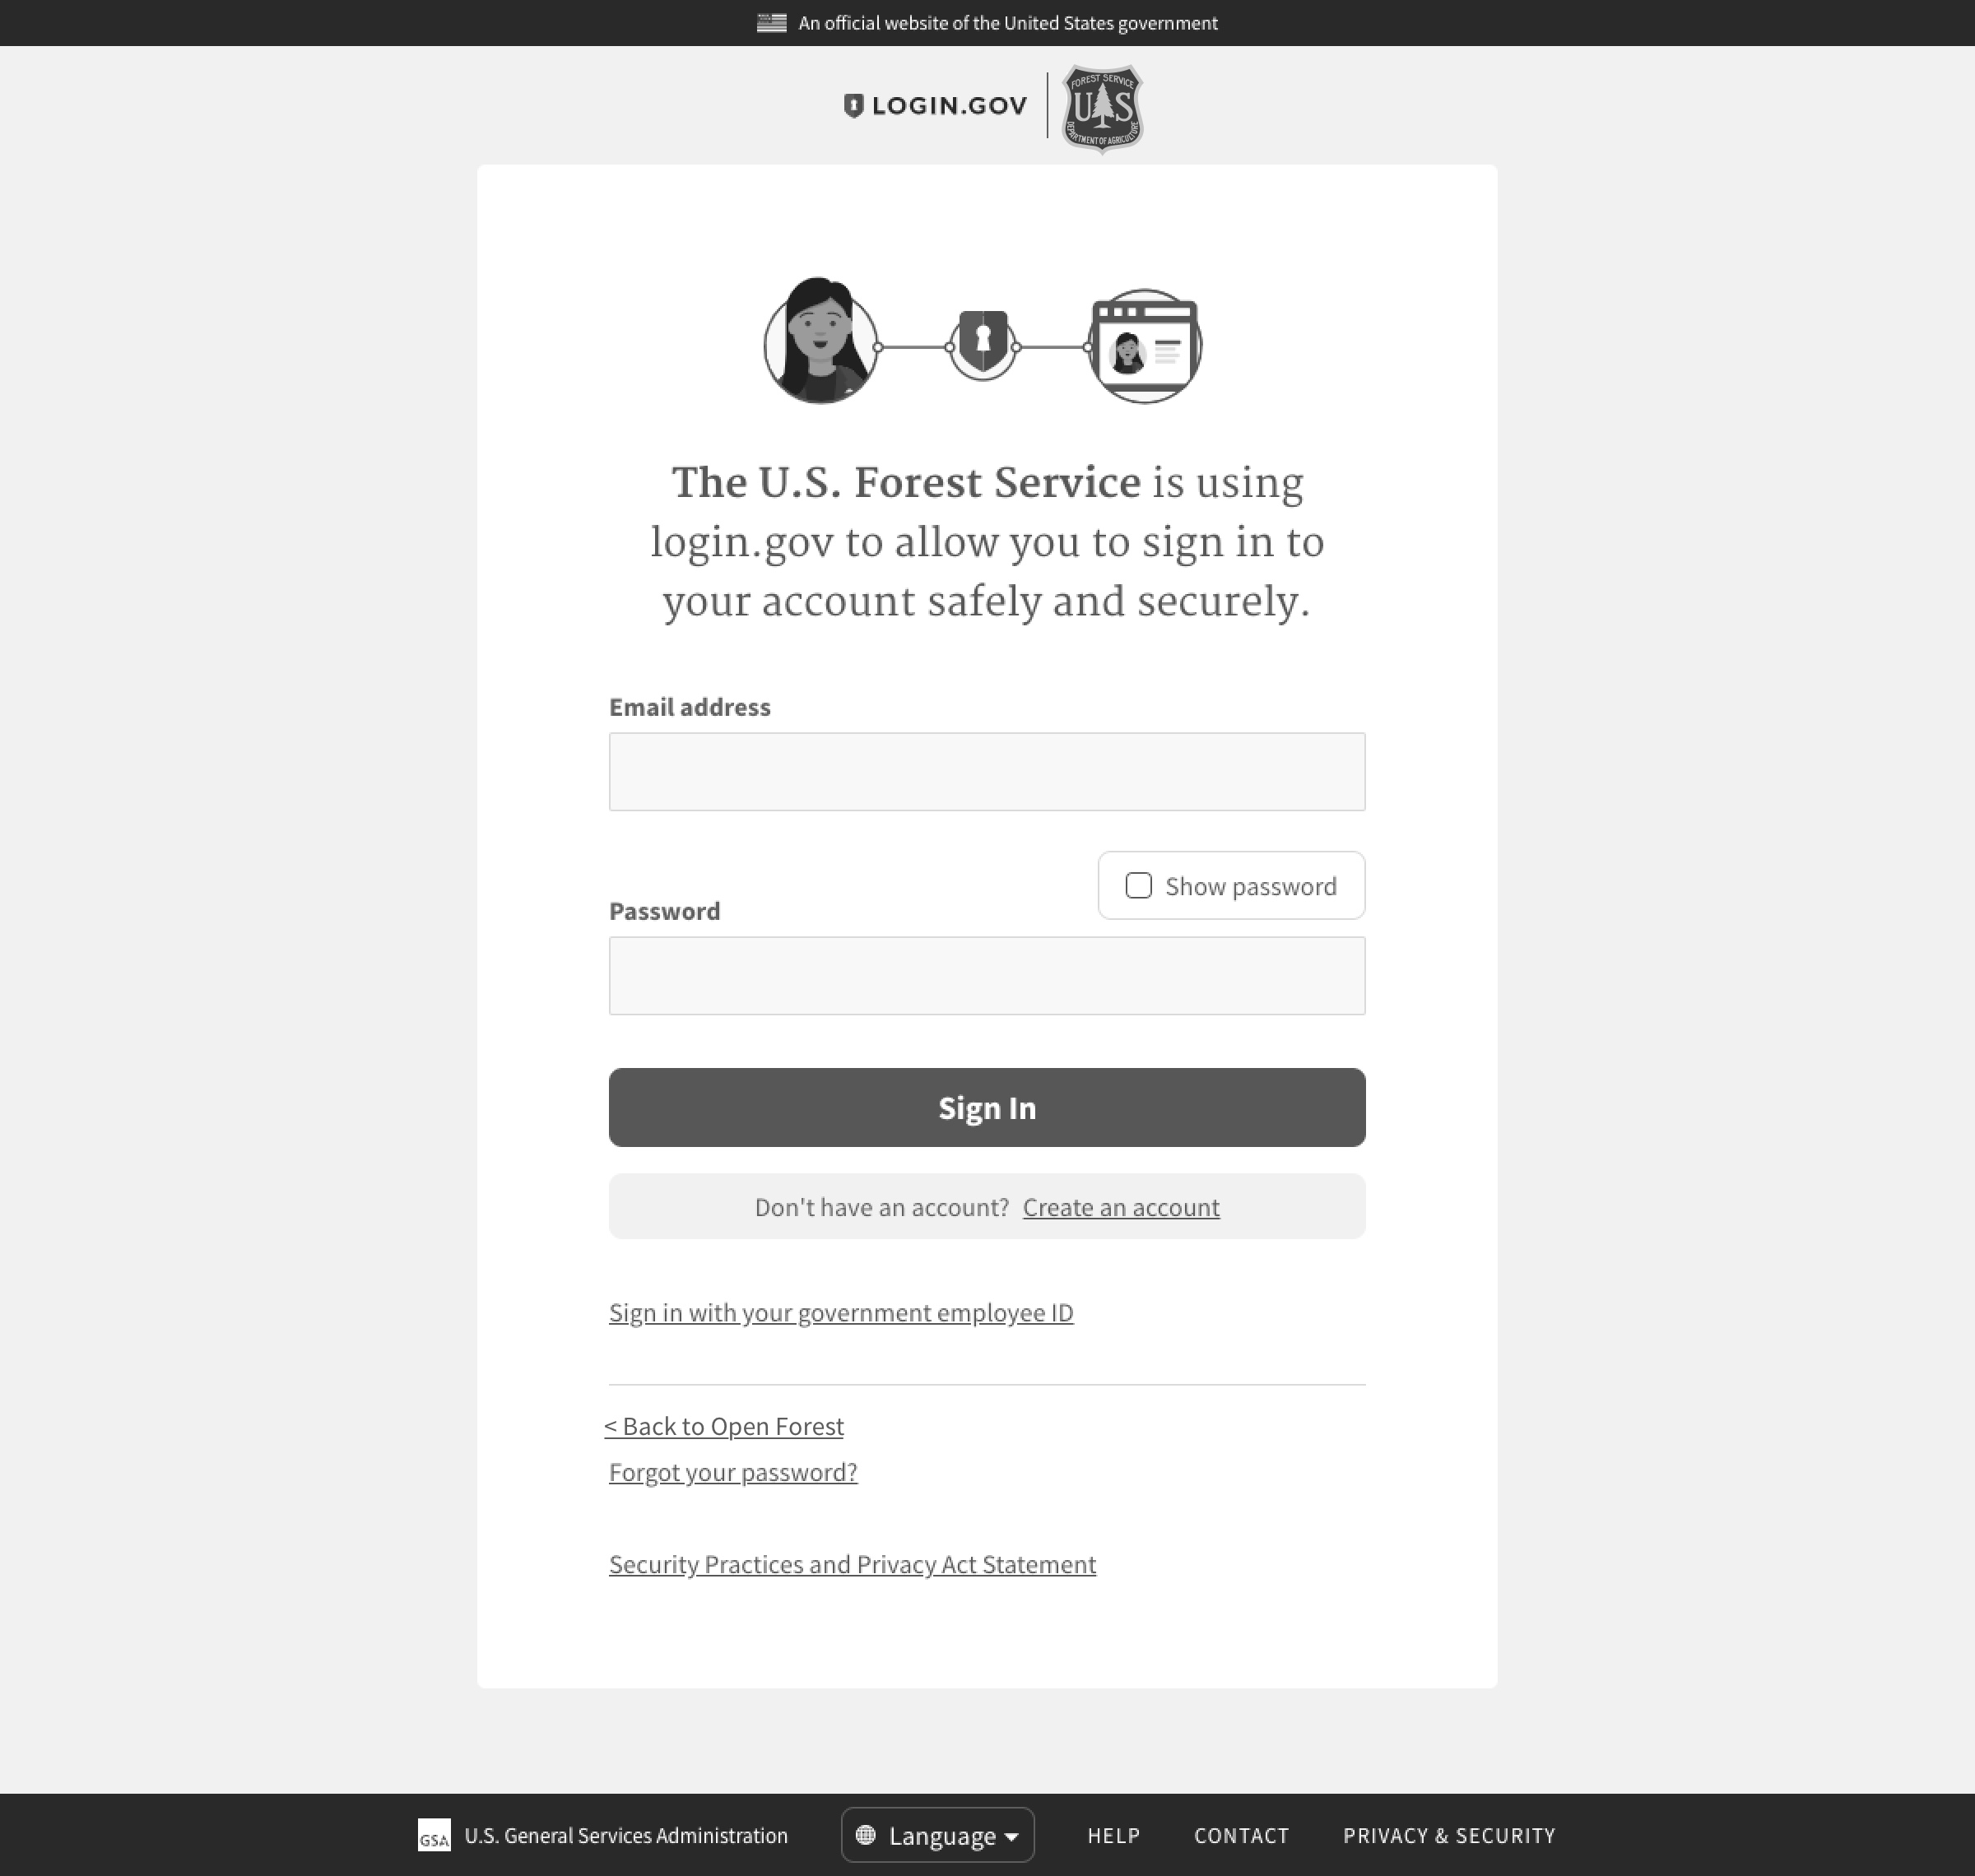 An official website of the United States government
LOGIN.GOV
FOREST SERVICE
U S
DEPARTMENT OF AGRICULTURE
The U.S. Forest Service is using
login.gov to allow you to sign in to
your account safely and securely.
Email address
Show password
Password
Sign In
Don't have an account? Create an account
Sign in with your government employee ID
< Back to Open Forest
Forgot your password?
Security Practices and Privacy Act Statement
GSA U.S. General Services Administration Language HELP CONTACT PRIVACY & SECURITY